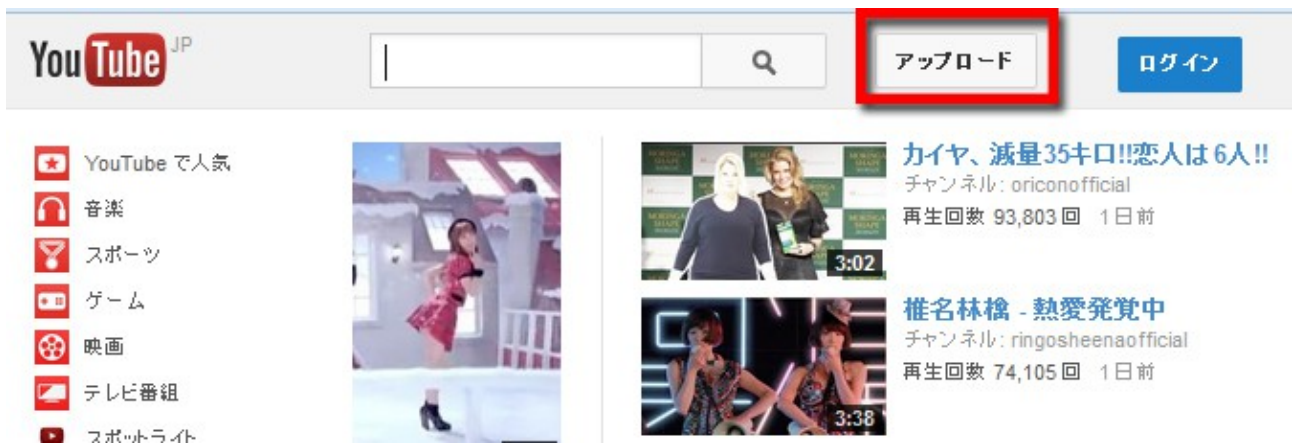 YouTube JP
アップロード
ログイン
YouTube で人気
音楽
スポーツ
ゲーム
映画
テレビ番組
スポットライト
カイヤ、減量35キロ!!恋人は6人!!
チャンネル: oriconofficial
再生回数 93,803 回 1日前
3:02
椎名林檎 - 熱愛発覚中
チャンネル: ringosheenaofficial
再生回数 74,105 回 1日前
3:38